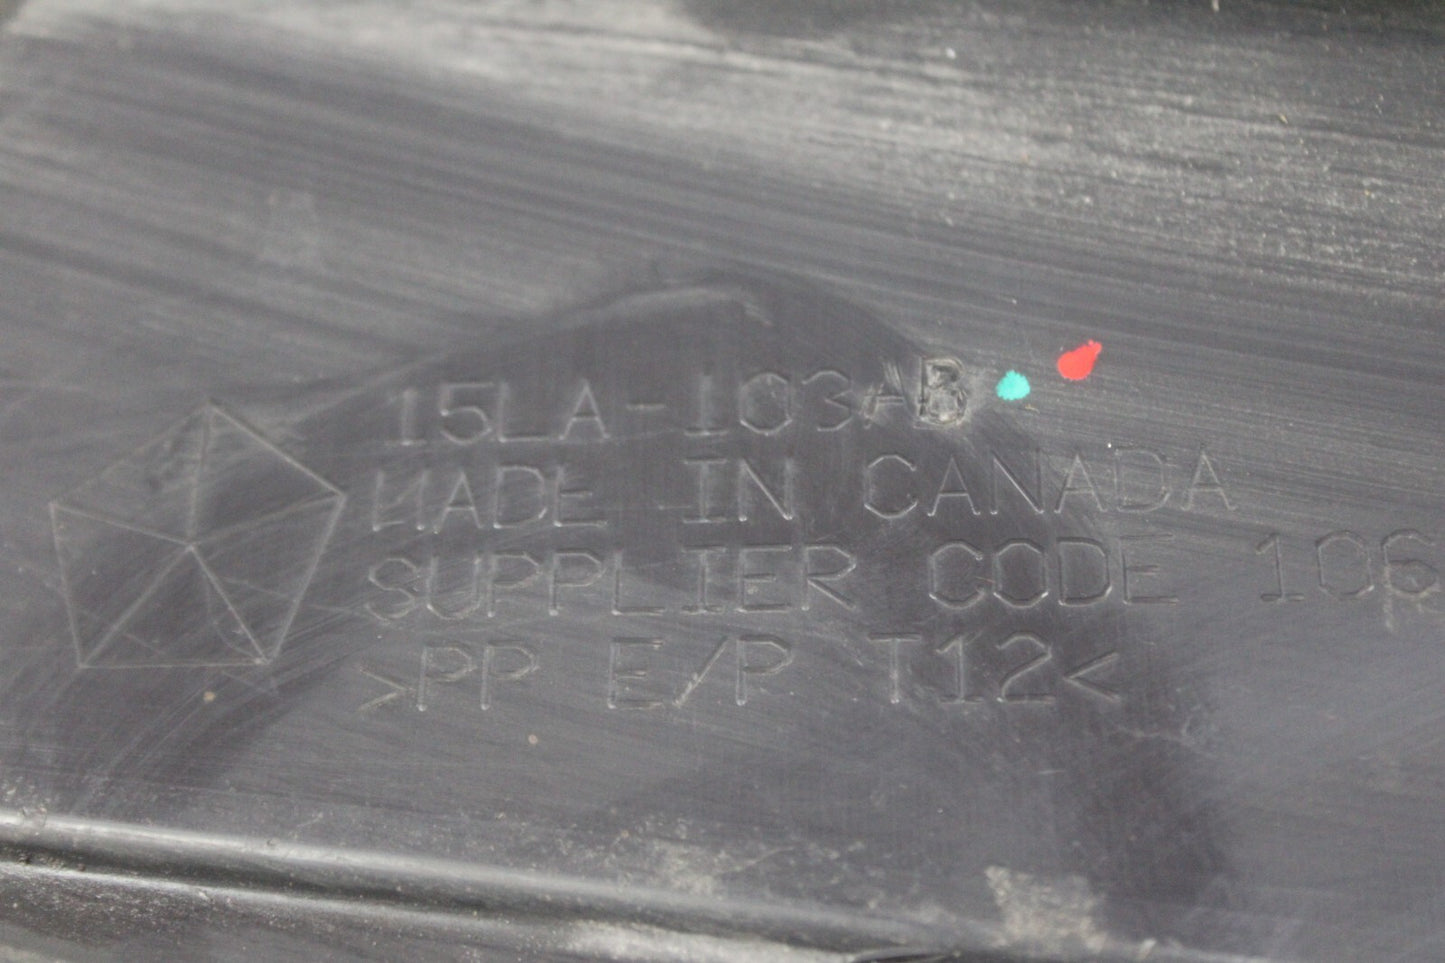 15LA-103AB
MADE IN CANADA
SUPPLIER CODE 106
>PP E/P T12<